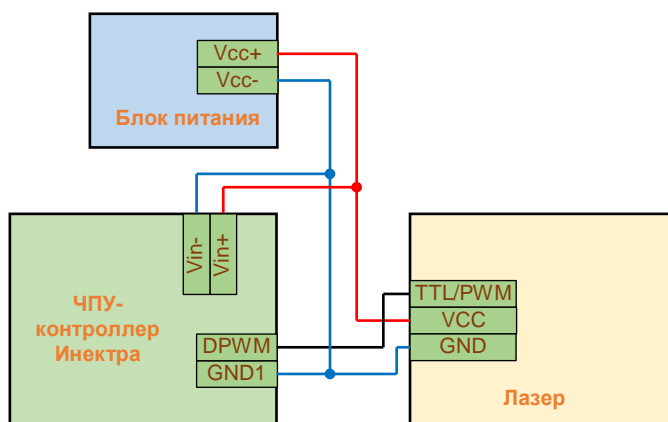 Vcc+
Vcc-
Блок питания
Vin-
Vin+
ЧПУ-
контроллер
Инектра
DPWM
GND1
TTL/PWM
VCC
GND
Лазер